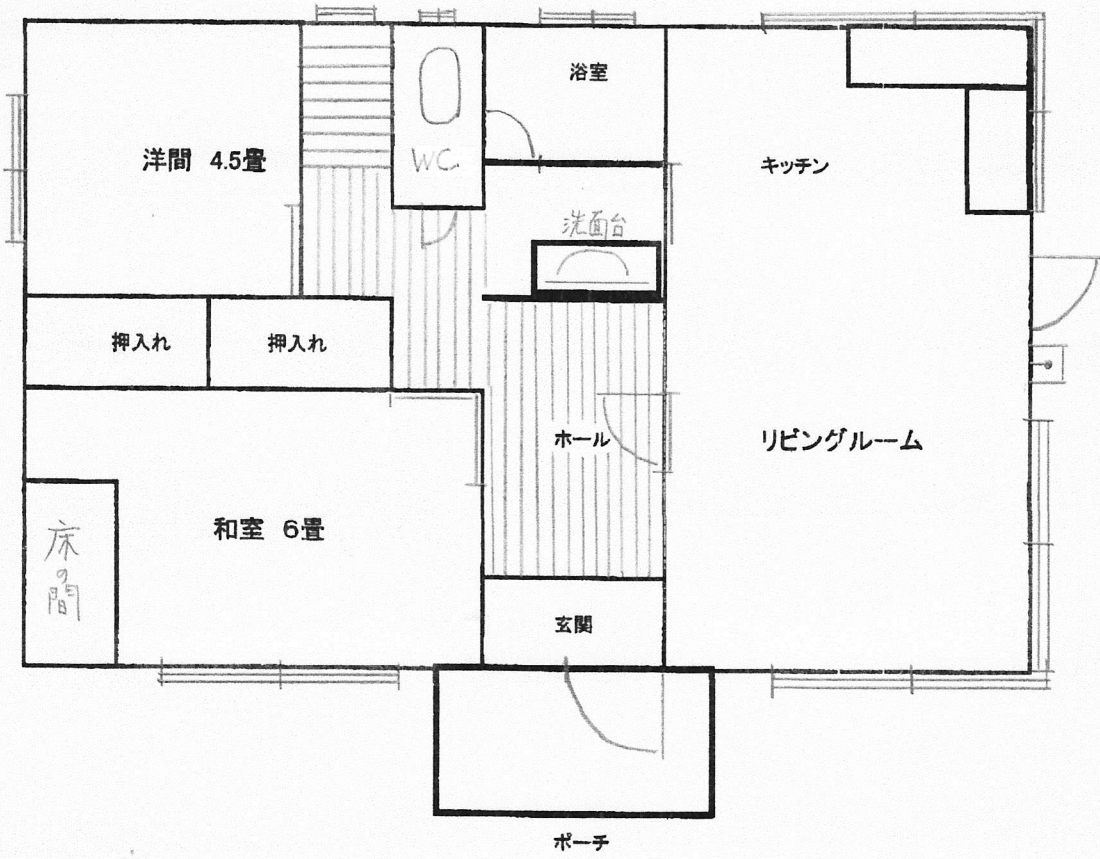 浴室
洋間 4.5畳
WC.
キッチン
洗面台
押入れ
押入れ
ホール
リビングルーム
和室 6畳
床の間
玄関
ポーチ